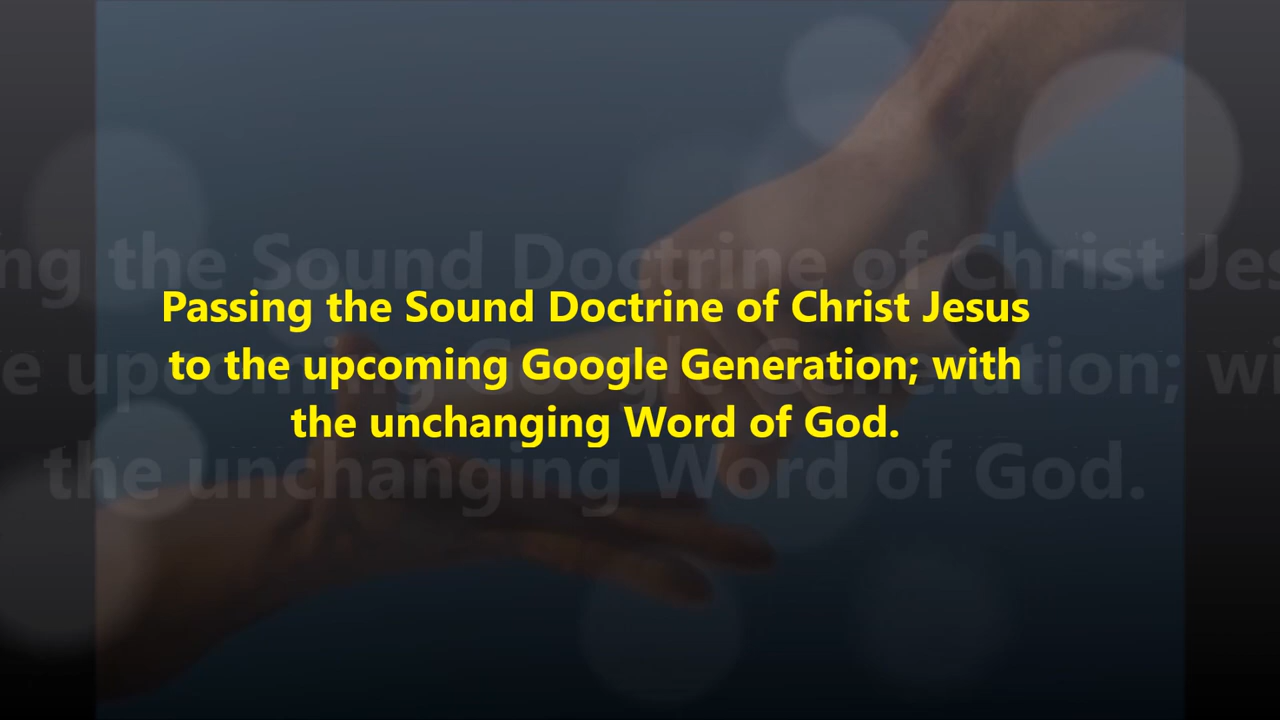 Passing the Sound Doctrine of Christ Jesus
to the upcoming Google Generation; with
the unchanging Word of God.